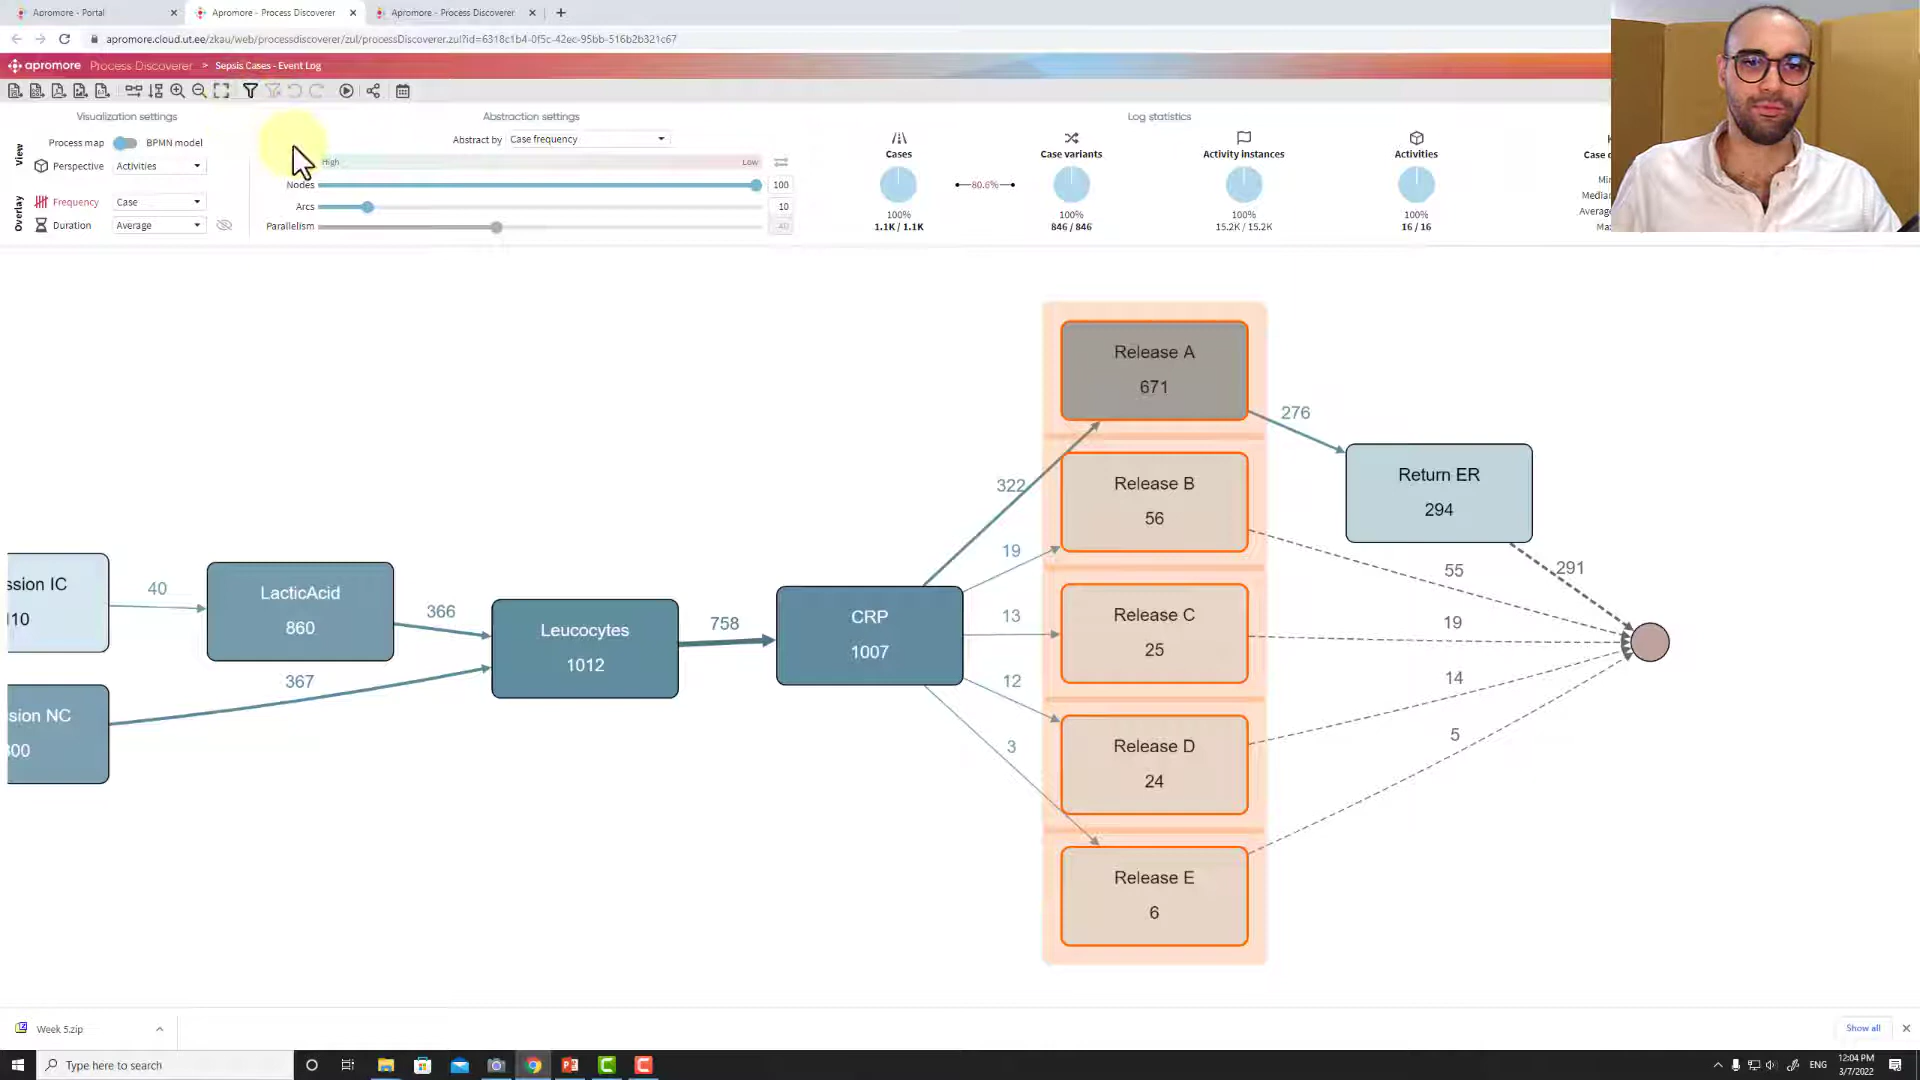 Apromore - Portal
Apromore - Process Discoverer
Apromore - Process Discoverer
apromore.cloud.ut.ee/zkau/web/processdiscoverer/zul/processDiscoverer.zul?id=6318c1b4-0f5c-42ec-95bb-516b2b321c67
apromore Process Discoverer > Sepsis Cases - Event Log
Visualization settings
Abstraction settings
Log statistics
View
Process map
BPMN model
Abstract by
Case frequency
Perspective
Activities
High
Low
Nodes
100
Overlay
Frequency
Case
Arcs
10
Duration
Average
Parallelism
40
Cases
100%
1.1K / 1.1K
80.6%
Case variants
100%
846 / 846
Activity instances
100%
15.2K / 15.2K
Activities
100%
16 / 16
Case
Median
Average
Release A
671
276
Return ER
294
322
Release B
56
19
55
291
ssion IC
110
40
LacticAcid
860
366
Leucocytes
1012
758
CRP
1007
13
Release C
25
19
367
sion NC
12
14
Release D
24
3
5
Release E
6
Week 5.zip
Show all
Type here to search
ENG
12:04 PM
3/7/2022